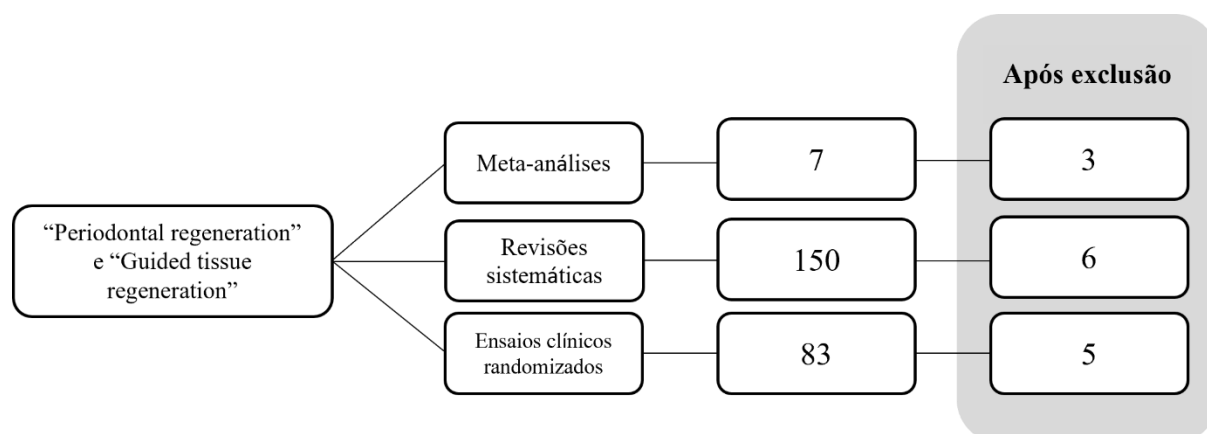 Após exclusão
Meta-análises
7
3
“Periodontal regeneration”
e “Guided tissue
regeneration”
Revisões
sistemáticas
150
6
Ensaios clínicos
randomizados
83
5